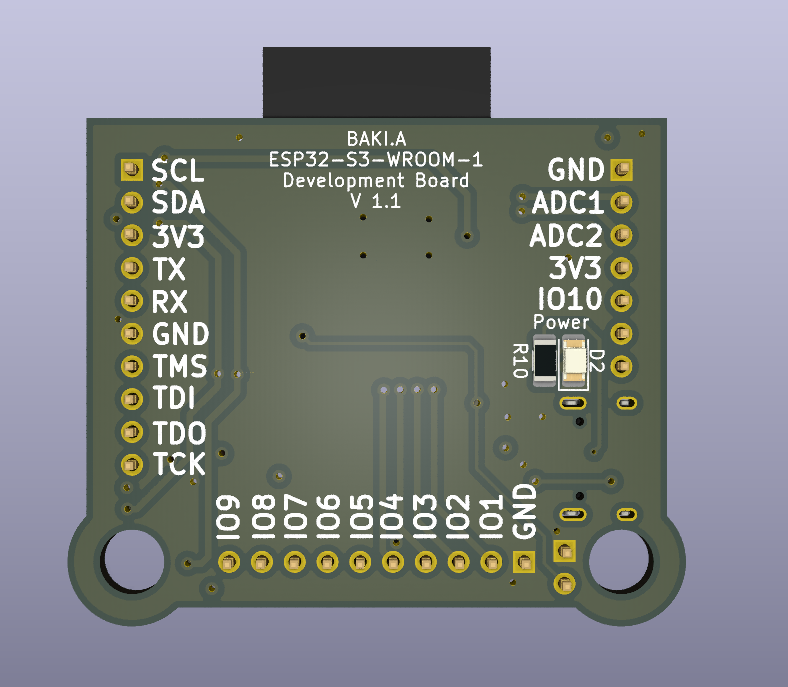 BAKI.A
ESP32-S3-WROOM-1
Development Board
V 1.1
SCL
SDA
3V3
TX
RX
GND
TMS
TDI
TDO
TCK
GND
ADC1
ADC2
3V3
IO10
Power
R10
D2
IO9
IO8
IO7
IO6
IO5
IO4
IO3
IO2
IO1
GND